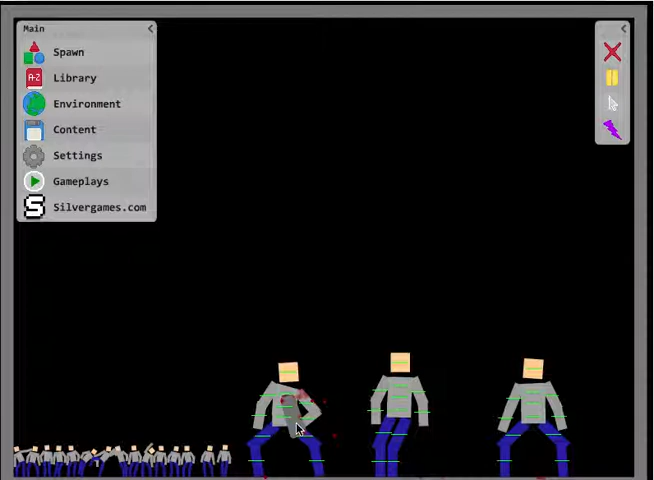 Main
Spawn
A-Z
Library
Environment
Content
Settings
Gameplays
S
Silvergames.com